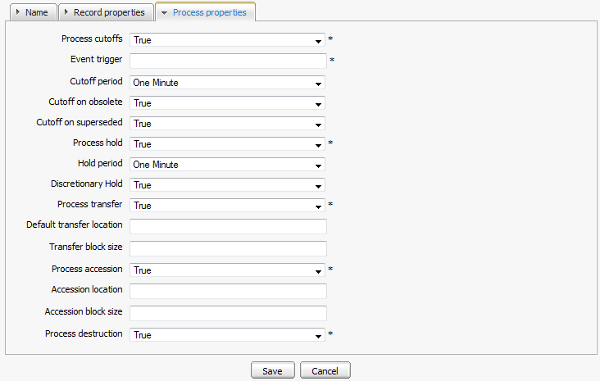 Name Record properties Process properties
Process cutoffs True *
Event trigger *
Cutoff period One Minute
Cutoff on obsolete True
Cutoff on superseded True
Process hold True *
Hold period One Minute
Discretionary Hold True
Process transfer True *
Default transfer location
Transfer block size
Process accession True *
Accession location
Accession block size
Process destruction True *
Save Cancel